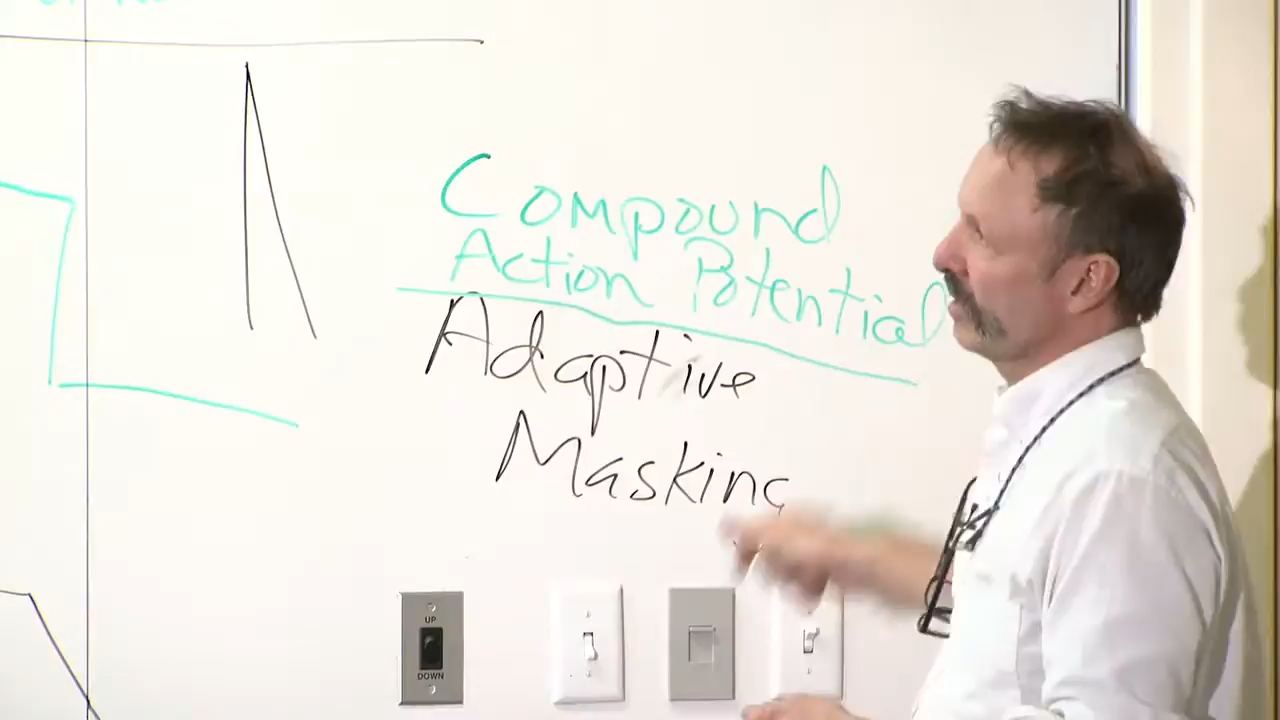 Compound
Action Potential
Adaptive
Masking
UP
DOWN